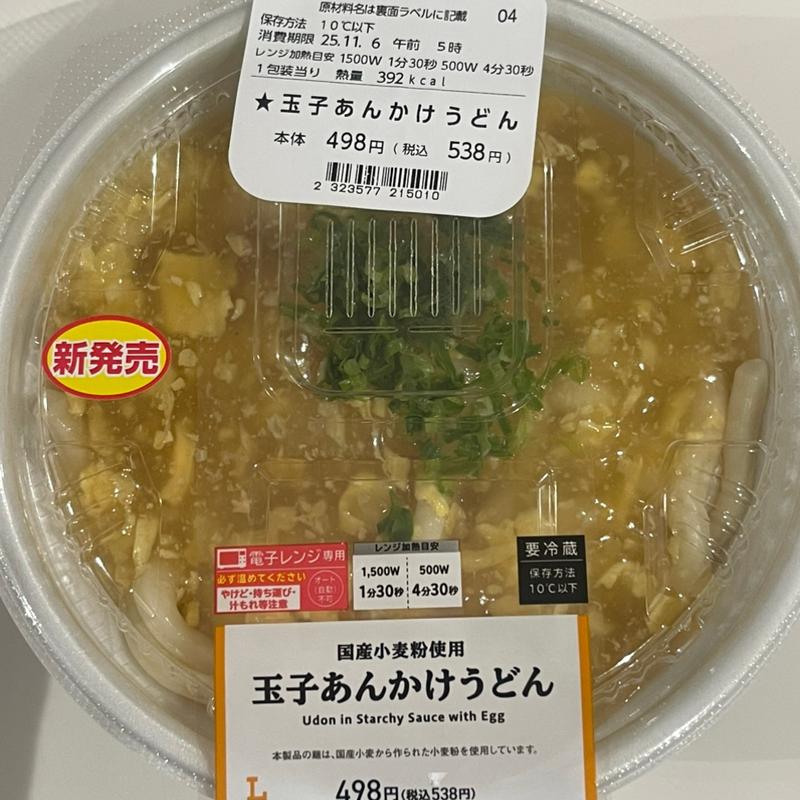 原材料名は裏面ラベルに記載 04
保存方法 10℃以下
消費期限 25.11. 6 午前 5時
レンジ加熱目安 1500W 1分30秒 500W 4分30秒
1包装当り 熱量 392kcal
★玉子あんかけうどん
本体 498円 (税込 538円)
2 323577 215010
新発売
電子レンジ専用
必ず温めてください
やけど・持ち運び・
汁もれ等注意
オート
(自動)
不可
レンジ加熱目安
1,500W 500W
1分30秒 4分30秒
要冷蔵
保存方法
10℃以下
国産小麦粉使用
玉子あんかけうどん
Udon in Starchy Sauce with Egg
本製品の麺は、国産小麦から作られた小麦粉を使用しています。
L
498円(税込538円)